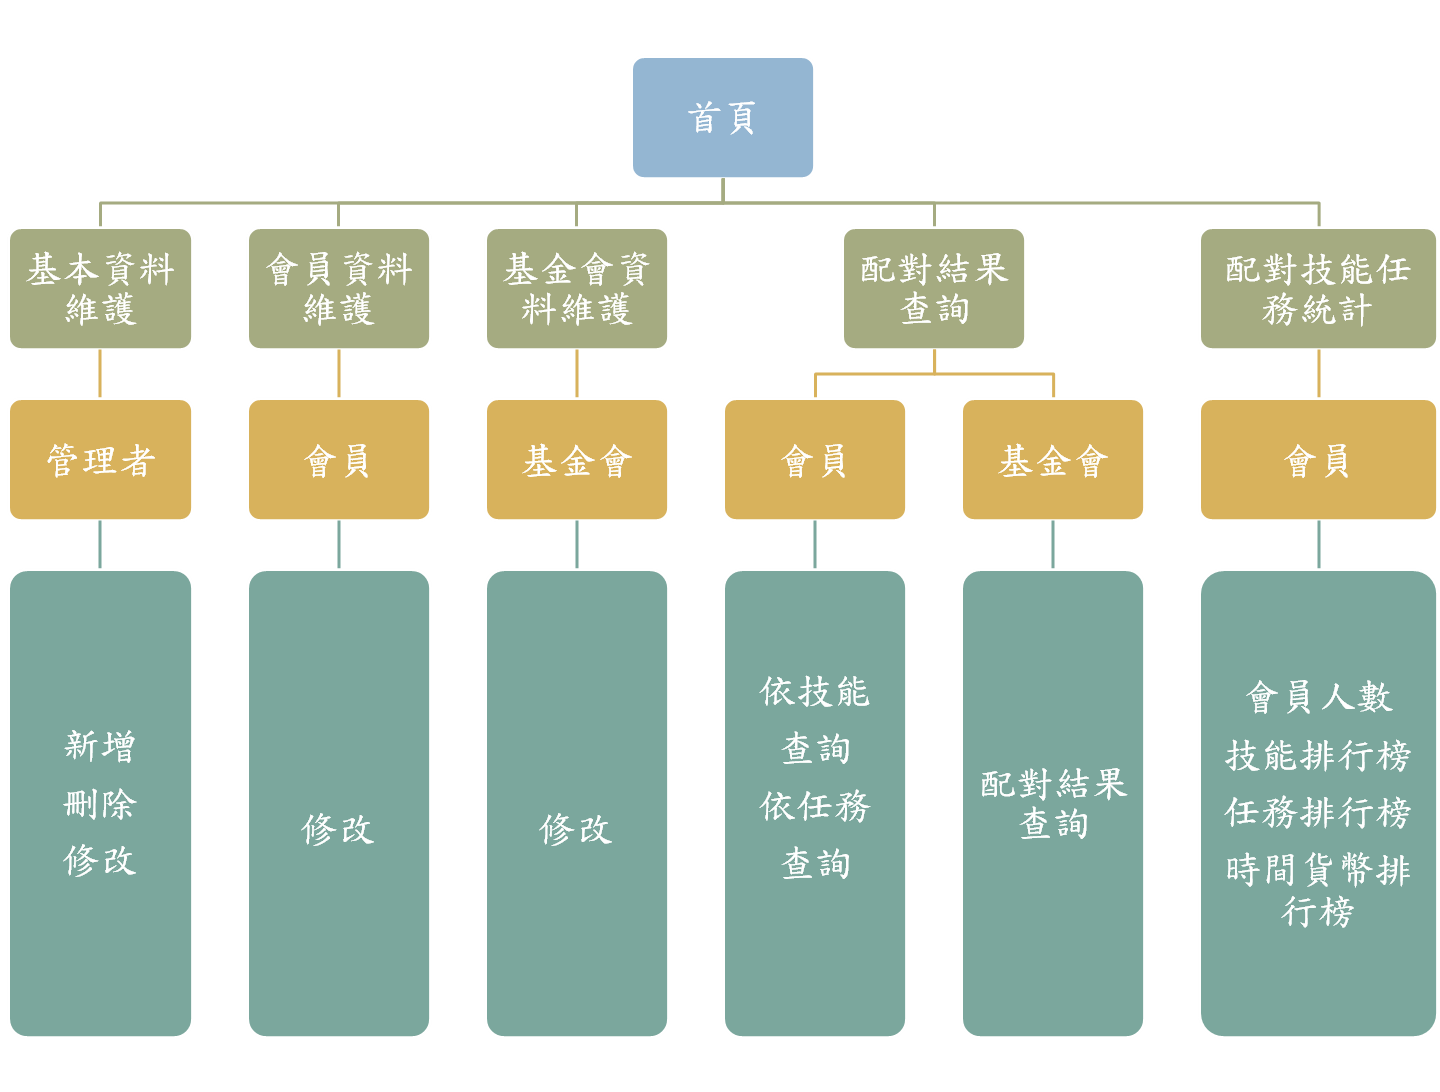 首頁
基本資料
維護
會員資料
維護
基金會資
料維護
配對結果
查詢
配對技能任
務統計
管理者
會員
基金會
會員
基金會
會員
新增
刪除
修改
修改
修改
依技能
查詢
依任務
查詢
配對結果
查詢
會員人數
技能排行榜
任務排行榜
時間貨幣排
行榜